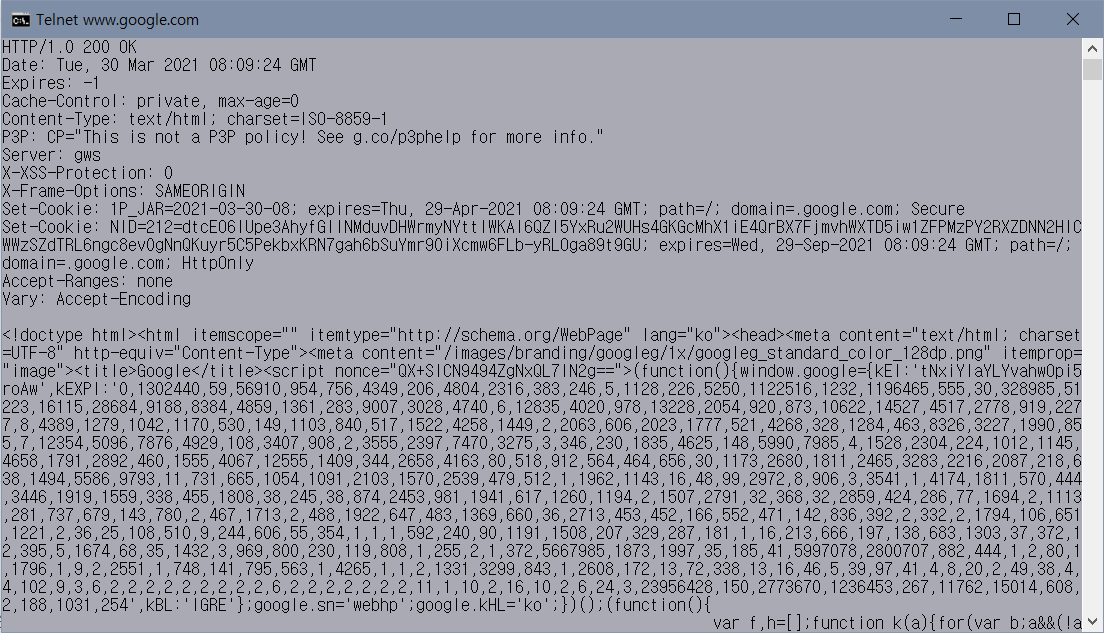 Telnet www.google.com
HTTP/1.0 200 OK
Date: Tue, 30 Mar 2021 08:09:24 GMT
Expires: -1
Cache-Control: private, max-age=0
Content-Type: text/html; charset=ISO-8859-1
P3P: CP="This is not a P3P policy! See g.co/p3phelp for more info."
Server: gws
X-XSS-Protection: 0
X-Frame-Options: SAMEORIGIN
Set-Cookie: 1P_JAR=2021-03-30-08; expires=Thu, 29-Apr-2021 08:09:24 GMT; path=/; domain=.google.com; Secure
Set-Cookie: expires=Wed, 29-Sep-2021 08:09:24 GMT; path=/;
domain=.google.com; HttpOnly
Accept-Ranges: none
Vary: Accept-Encoding
<!doctype html><html itemscope="" itemtype="http://schema.org/WebPage" lang="ko"><head><meta content="text/html; charset
=UTF-8" http-equiv="Content-Type"><meta content="/images/branding/googleg/1x/googleg_standard_color_128dp.png" itemprop=
"image"><title>Google</title><script nonce="QX+SlCN9494ZgNxQL7lN2g==">(function(){window.google={kEI:'tNxiYIaYLYvahwOpi5
roAw',kEXPI:'0,1302440,59,56910,954,756,4349,206,4804,2316,383,246,5,1128,226,5250,1122516,1232,1196465,555,30,328985,51
223,16115,28684,9188,8384,4859,1361,283,9007,3028,4740,6,12835,4020,978,13228,2054,920,873,10622,14527,4517,2778,919,227
7,8,4389,1279,1042,1170,530,149,1103,840,517,1522,4258,1449,2,2063,606,2023,1777,521,4268,328,1284,463,8326,3227,1990,85
5,7,12354,5096,7876,4929,108,3407,908,2,3555,2397,7470,3275,3,346,230,1835,4625,148,5990,7985,4,1528,2304,224,1012,1145,
4658,1791,2892,460,1555,4067,12555,1409,344,2658,4163,80,518,912,564,464,656,30,1173,2680,1811,2465,3283,2216,2087,218,6
38,1494,5586,9793,11,731,665,1054,1091,2103,1570,2539,479,512,1,1962,1143,16,48,99,2972,8,906,3,3541,1,4174,1811,570,444
,3446,1919,1559,338,455,1808,38,245,38,874,2453,981,1941,617,1260,1194,2,1507,2791,32,368,32,2859,424,286,77,1694,2,1113
,281,737,679,143,780,2,467,1713,2,488,1922,647,483,1369,660,36,2713,453,452,166,552,471,142,836,392,2,332,2,1794,106,651
,1221,2,36,25,108,510,9,244,606,55,354,1,1,1,592,240,90,1191,1508,207,329,287,181,1,16,213,666,197,138,683,1303,37,372,1
2,395,5,1674,68,35,1432,3,969,800,230,119,808,1,255,2,1,372,5667985,1873,1997,35,185,41,5997078,2800707,882,444,1,2,80,1
,1796,1,9,2,2551,1,748,141,795,563,1,4265,1,1,2,1331,3299,843,1,2608,172,13,72,338,13,16,46,5,39,97,41,4,8,20,2,49,38,4,
4,102,9,3,6,2,2,2,2,2,2,2,2,2,6,2,2,2,2,2,2,2,11,1,10,2,16,10,2,6,24,3,23956428,150,2773670,1236453,267,11762,15014,608,
2,188,1031,254',kBL:'IGRE'};google.sn='webhp';google.kHL='ko';})();(function(){
var f,h=[];function k(a){for(var b;a&&(!a